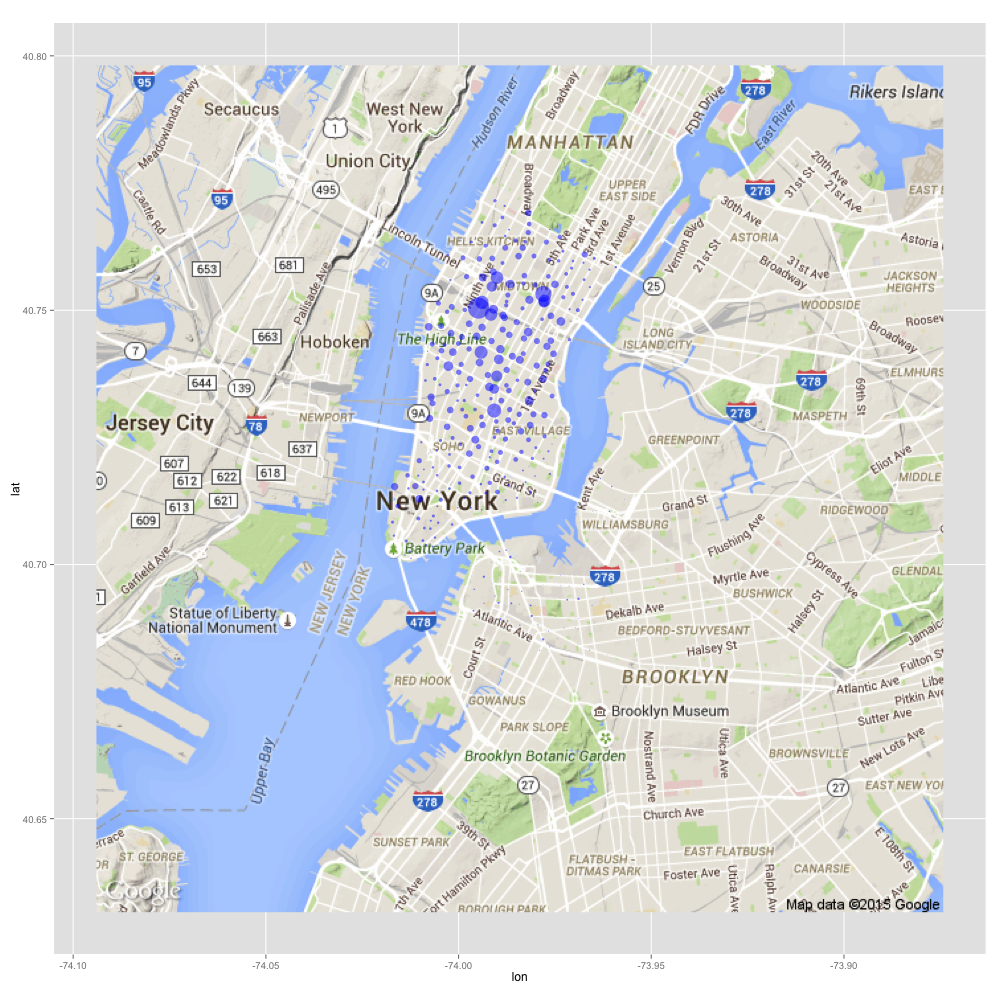 40.80
40.75
40.70
40.65
lat
-74.10
-74.05
-74.00
-73.95
-73.90
lon
95
Secaucus
West New
York
1
Meadowlands Pkwy
Union City
495
95
Castle Rd
653
681
Palisade Ave
Lincoln Tunnel
Hudson River
Broadway
MANHATTAN
FDR Drive
278
East River
Rikers Islan
278
UPPER
EAST SIDE
Broadway
31st St
20th Ave
21st Ave
EAST E
30th Ave
HELL'S KITCHEN
5th Ave
Park Ave
3rd Ave
1st Avenue
Vernon Blvd
21st St
ASTORIA
Astoria
31st Ave
Broadway
JACKSON
HEIGHTS
9A
Ninth Ave
MIDTOWN
25
WOODSIDE
Roosev
663
Hoboken
The High Line
LONG
ISLAND CITY
Broadway
7
644
139
ELMHURS
278
69th St
1st Avenue
9A
NEWPORT
278
MASPETH
Jersey City
78
EAST VILLAGE
SOHO
GREENPOINT
637
607
612
622
618
613
621
609
0
Eliot Ave
MIDDLE
Grand St
Kent Ave
New York
Grand St
RIDGEWOOD
WILLIAMSBURG
Flushing Ave
Battery Park
Garfield Ave
278
Myrtle Ave
BUSHWICK
Cypress Ave
GLENDAL
1
NEW JERSEY
NEW YORK
Statue of Liberty
National Monument
478
Atlantic Ave
Dekalb Ave
BEDFORD-STUYVESANT
Halsey St
Halsey St
Jamaic
Court St
Fulton St
RED HOOK
BROOKLYN
Atlantic Ave
Libe
Pitkin Ave
GOWANUS
Brooklyn Museum
Sutter Ave
PARK SLOPE
Nostrand Ave
Utica Ave
New Lots Ave
Brooklyn Botanic Garden
BROWNSVILLE
Upper Bay
27
27
EAST NEW YOR
278
Church Ave
39th St
SUNSET PARK
errace
E 108th St
ST. GEORGE
OR
EAST FLATBUSH
FLATBUSH -
DITMAS PARK
Foster Ave
CANARSIE
Utica Ave
Ralph A
7th Ave
ort Hamilton Pkwy
BOROUGH PARK
Google
Map data ©2015 Google